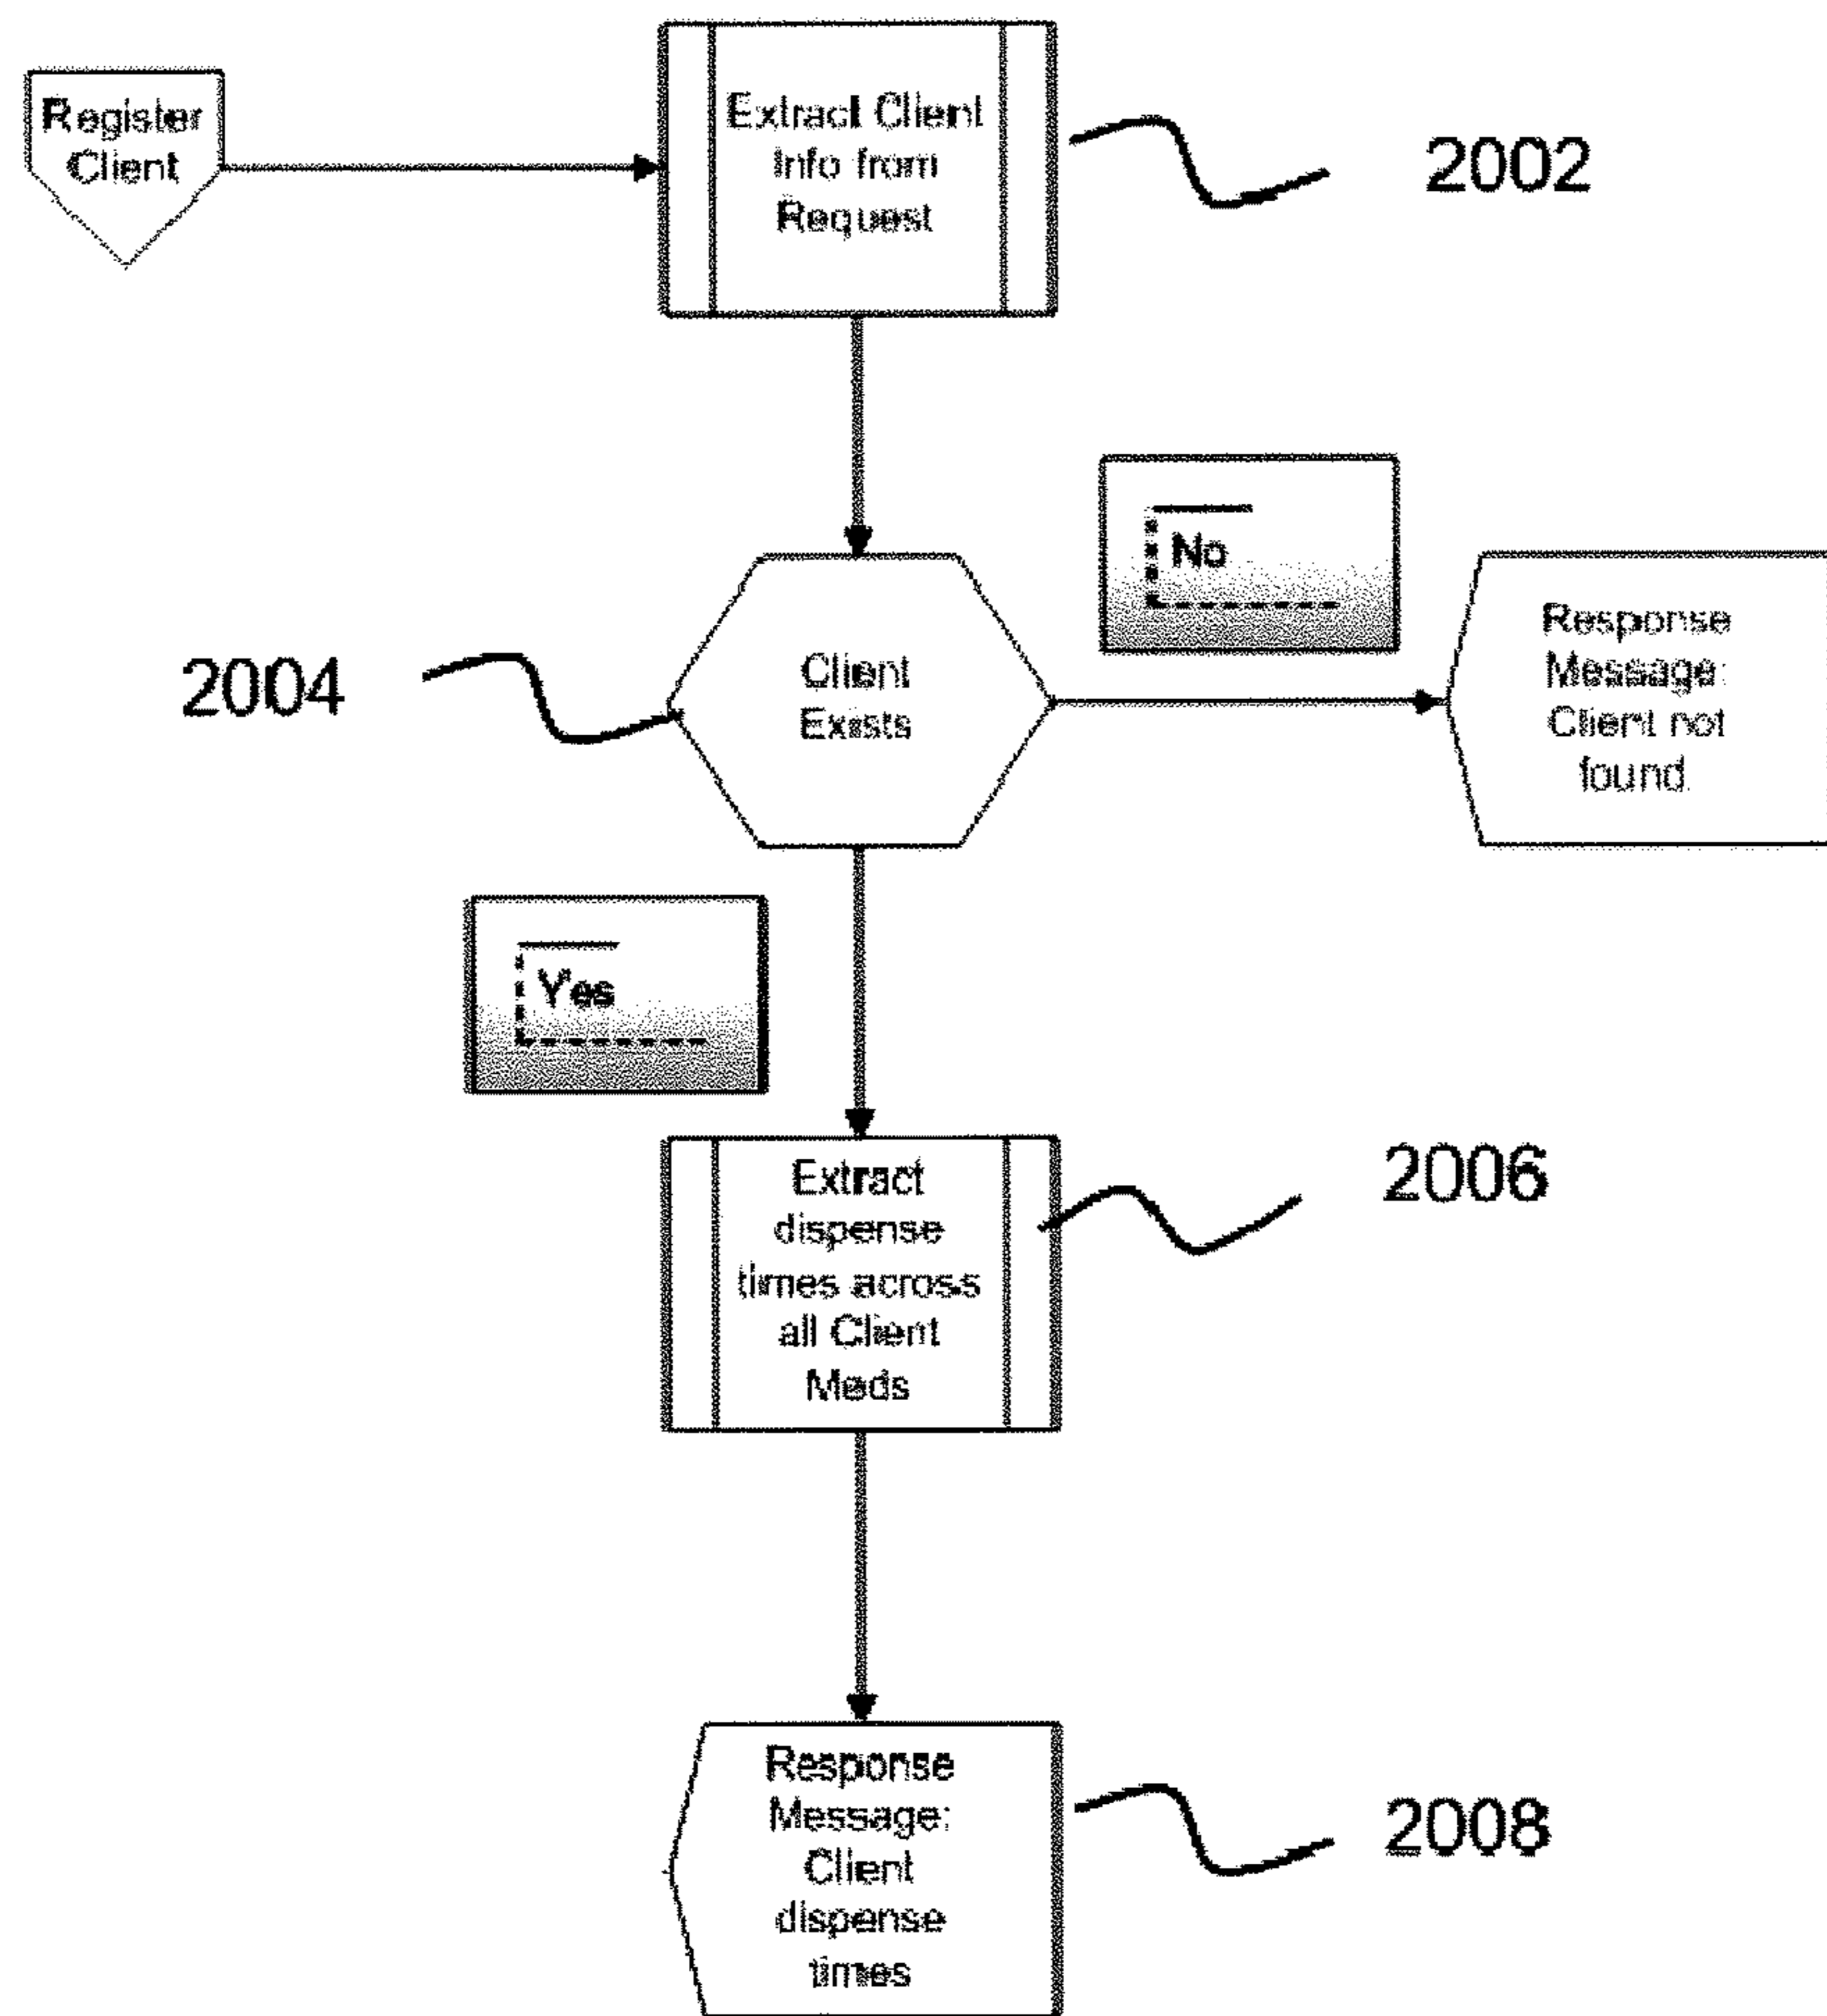 Register
Client
Extract Client
Info from
Request
2002
No
2004
Client
Exists
Response
Message:
Client not
found.
Yes
Extract
dispense
times across
all Client
Meds
2006
Response
Message:
Client
dispense
times
2008